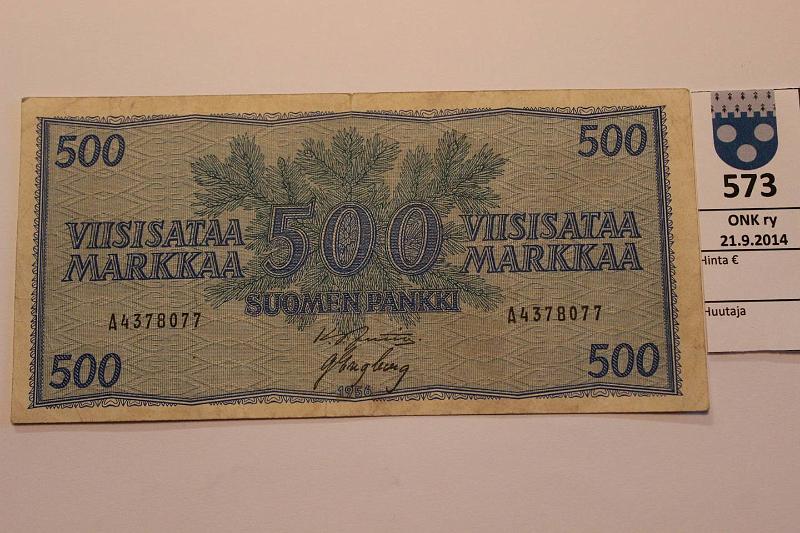 500
500
500
VIISISATAA
MARKKAA
VIISISATAA
MARKKAA
SUOMEN PANKKI
A4378077
A4378077
1956
500
500
573
ONK ry
21.9.2014
Hinta €
Huutaja